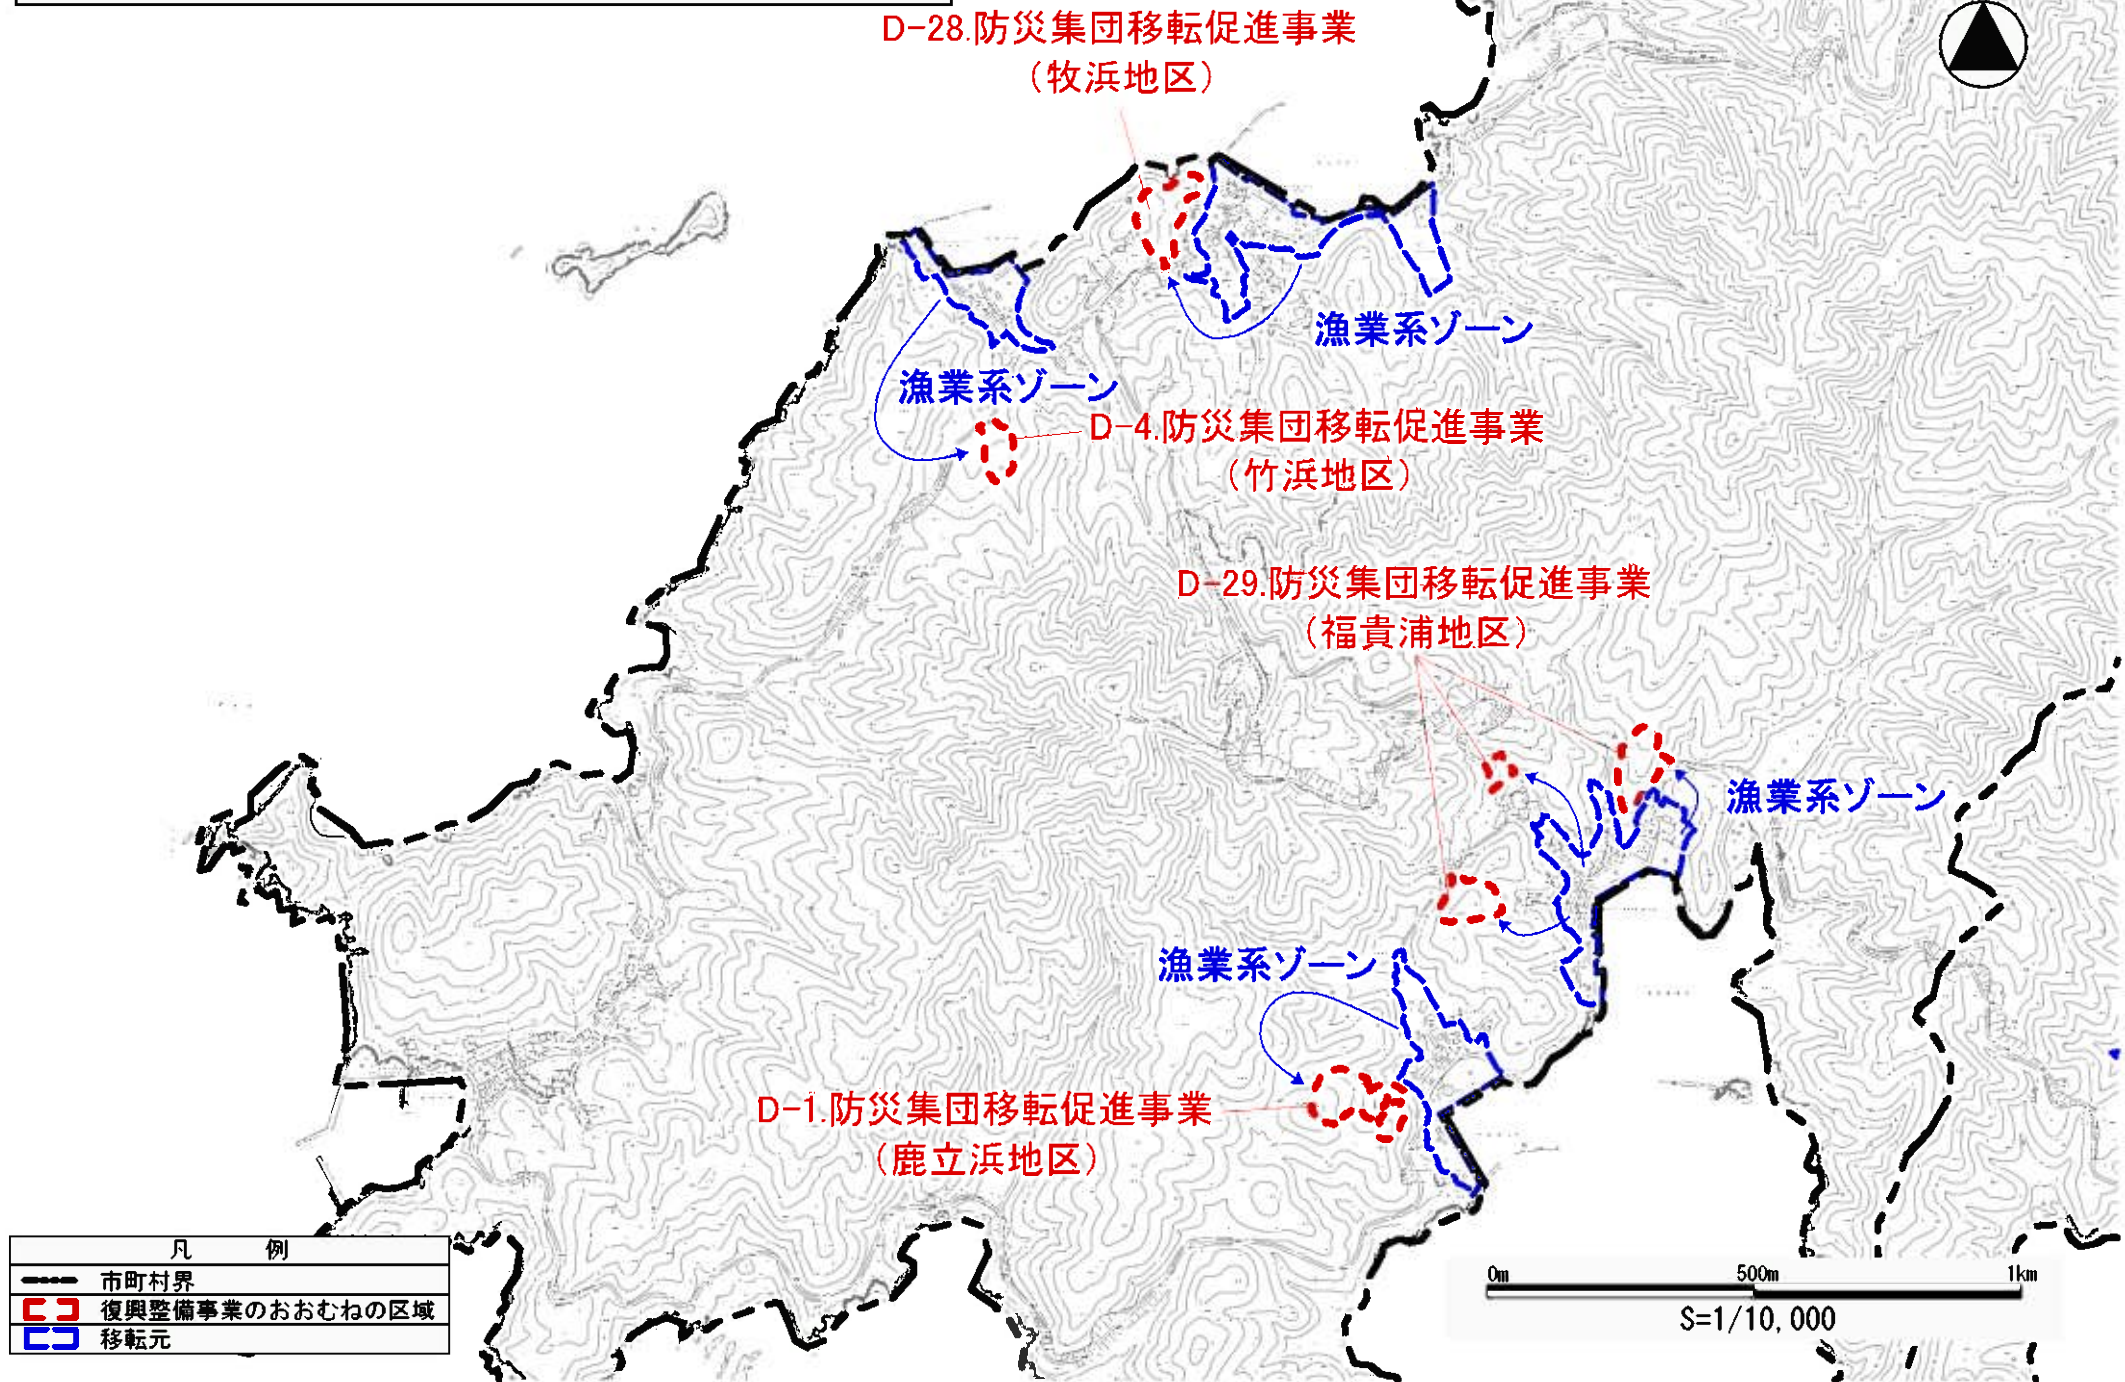 D-28.防災集団移転促進事業
（牧浜地区）
漁業系ゾーン
漁業系ゾーン
D-4.防災集団移転促進事業
（竹浜地区）
D-29.防災集団移転促進事業
（福貴浦地区）
漁業系ゾーン
漁業系ゾーン
D-1.防災集団移転促進事業
（鹿立浜地区）
凡 例
市町村界
復興整備事業のおおむねの区域
移転元
0m 500m 1km
S=1/10,000